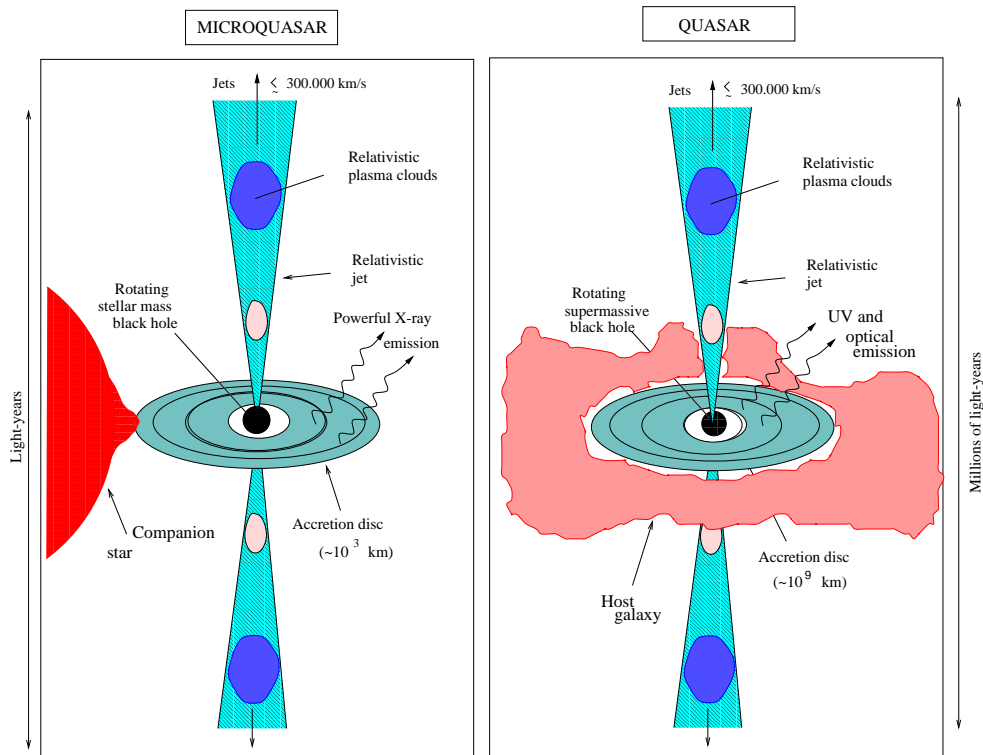 MICROQUASAR
Jets ≲ 300.000 km/s
Relativistic
plasma clouds
Relativistic
jet
Rotating
stellar mass
black hole
Powerful X-ray
emission
Light-years
Companion
star
Accretion disc
(~10 3 km)
QUASAR
Jets ≲ 300.000 km/s
Relativistic
plasma clouds
Relativistic
jet
Rotating
supermassive
black hole
UV and
optical
emission
Accretion disc
(~10 9 km)
Host
galaxy
Millions of light-years